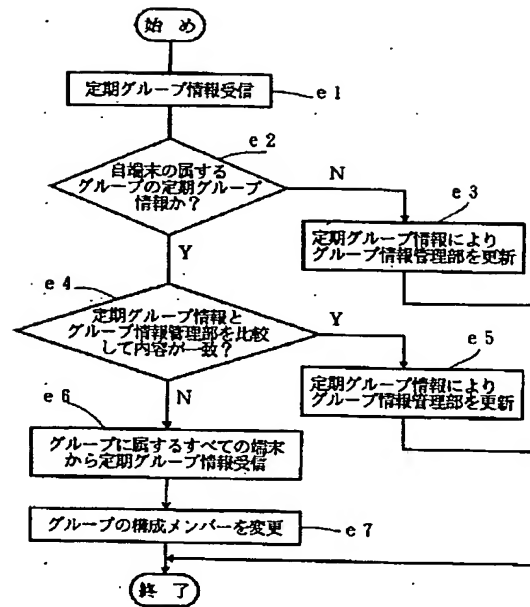 始 め
定期グループ情報受信
e 1
自端末の属する
グループの定期グループ
情報か？
e 2
N
Y
定期グループ情報により
グループ情報管理部を更新
e 3
定期グループ情報と
グループ情報管理部を比較
して内容が一致？
e 4
Y
N
定期グループ情報により
グループ情報管理部を更新
e 5
グループに属するすべての端末
から定期グループ情報受信
e 6
グループの構成メンバーを変更
e 7
終 了